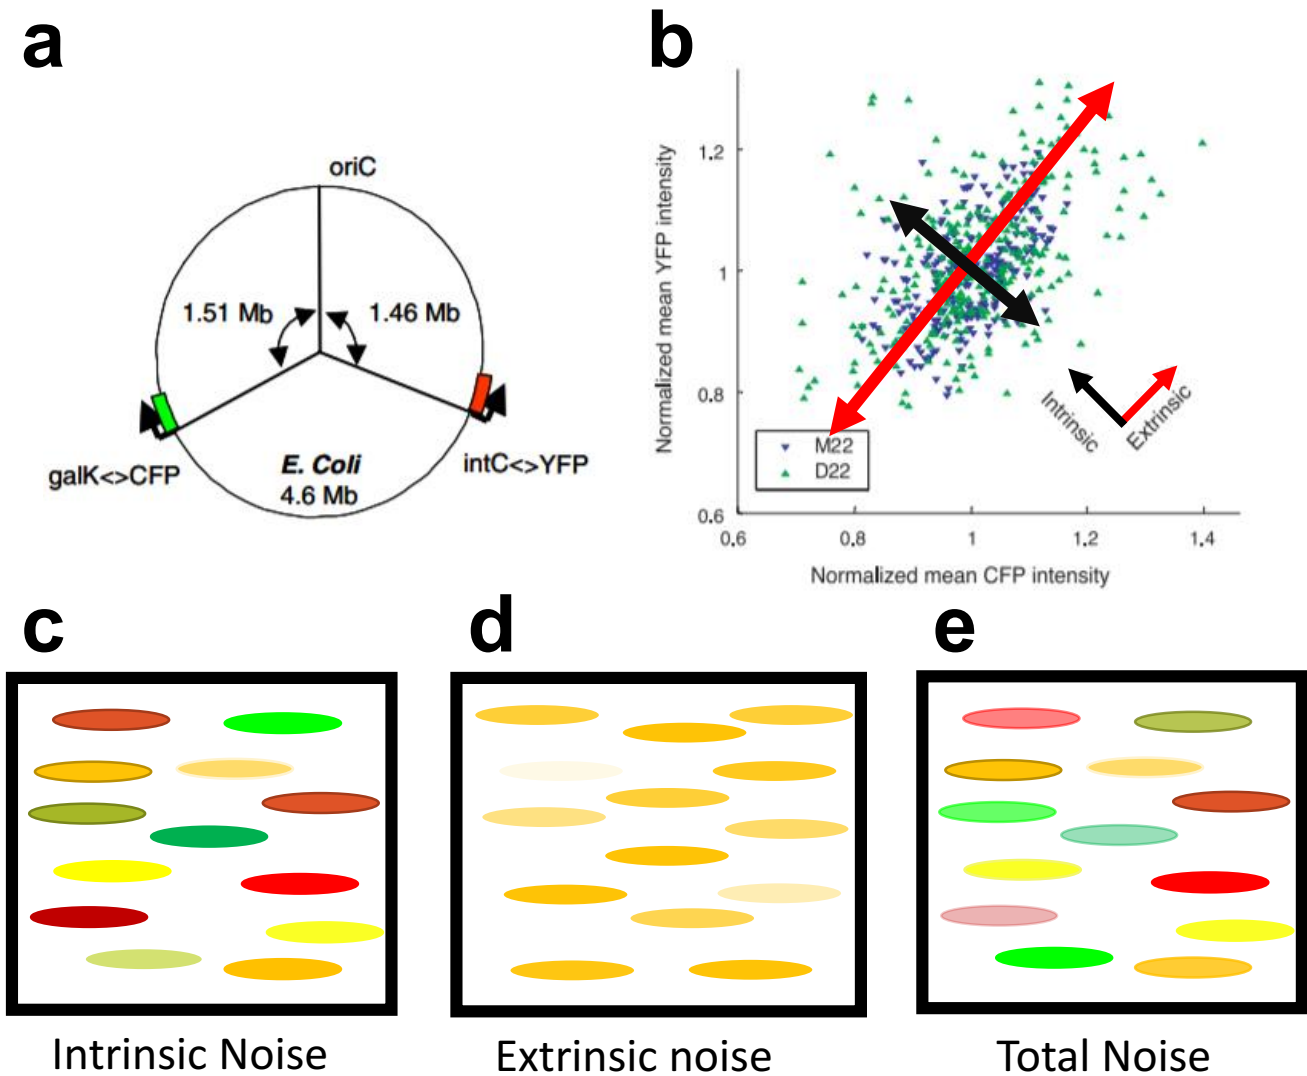 a
oriC
1.51 Mb
1.46 Mb
galK<>CFP
E. Coli
4.6 Mb
intC<>YFP
b
Normalized mean YFP intensity
1.2
1
0.8
0.6
0.6
0.8
1
1.2
1.4
Normalized mean CFP intensity
M22
D22
Intrinsic
Extrinsic
c
Intrinsic Noise
d
Extrinsic noise
e
Total Noise